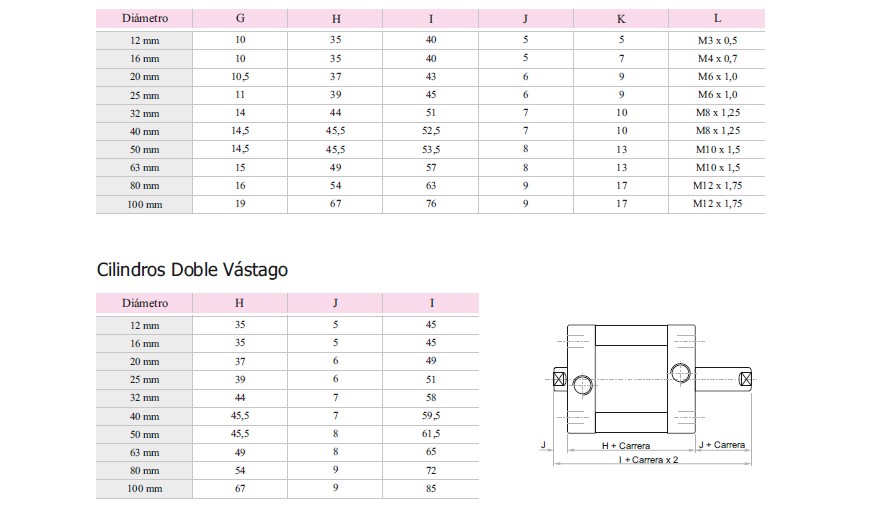 Diámetro G H I J K L
12 mm 10 35 40 5 5 M3 x 0,5
16 mm 10 35 40 5 7 M4 x 0,7
20 mm 10,5 37 43 6 9 M6 x 1,0
25 mm 11 39 45 6 9 M6 x 1,0
32 mm 14 44 51 7 10 M8 x 1,25
40 mm 14,5 45,5 52,5 7 10 M8 x 1,25
50 mm 14,5 45,5 53,5 8 13 M10 x 1,5
63 mm 15 49 57 8 13 M10 x 1,5
80 mm 16 54 63 9 17 M12 x 1,75
100 mm 19 67 76 9 17 M12 x 1,75
Cilindros Doble Vástago
Diámetro H J I
12 mm 35 5 45
16 mm 35 5 45
20 mm 37 6 49
25 mm 39 6 51
32 mm 44 7 58
40 mm 45,5 7 59,5
50 mm 45,5 8 61,5
63 mm 49 8 65
80 mm 54 9 72
100 mm 67 9 85
J H + Carrera J + Carrera
I + Carrera x 2